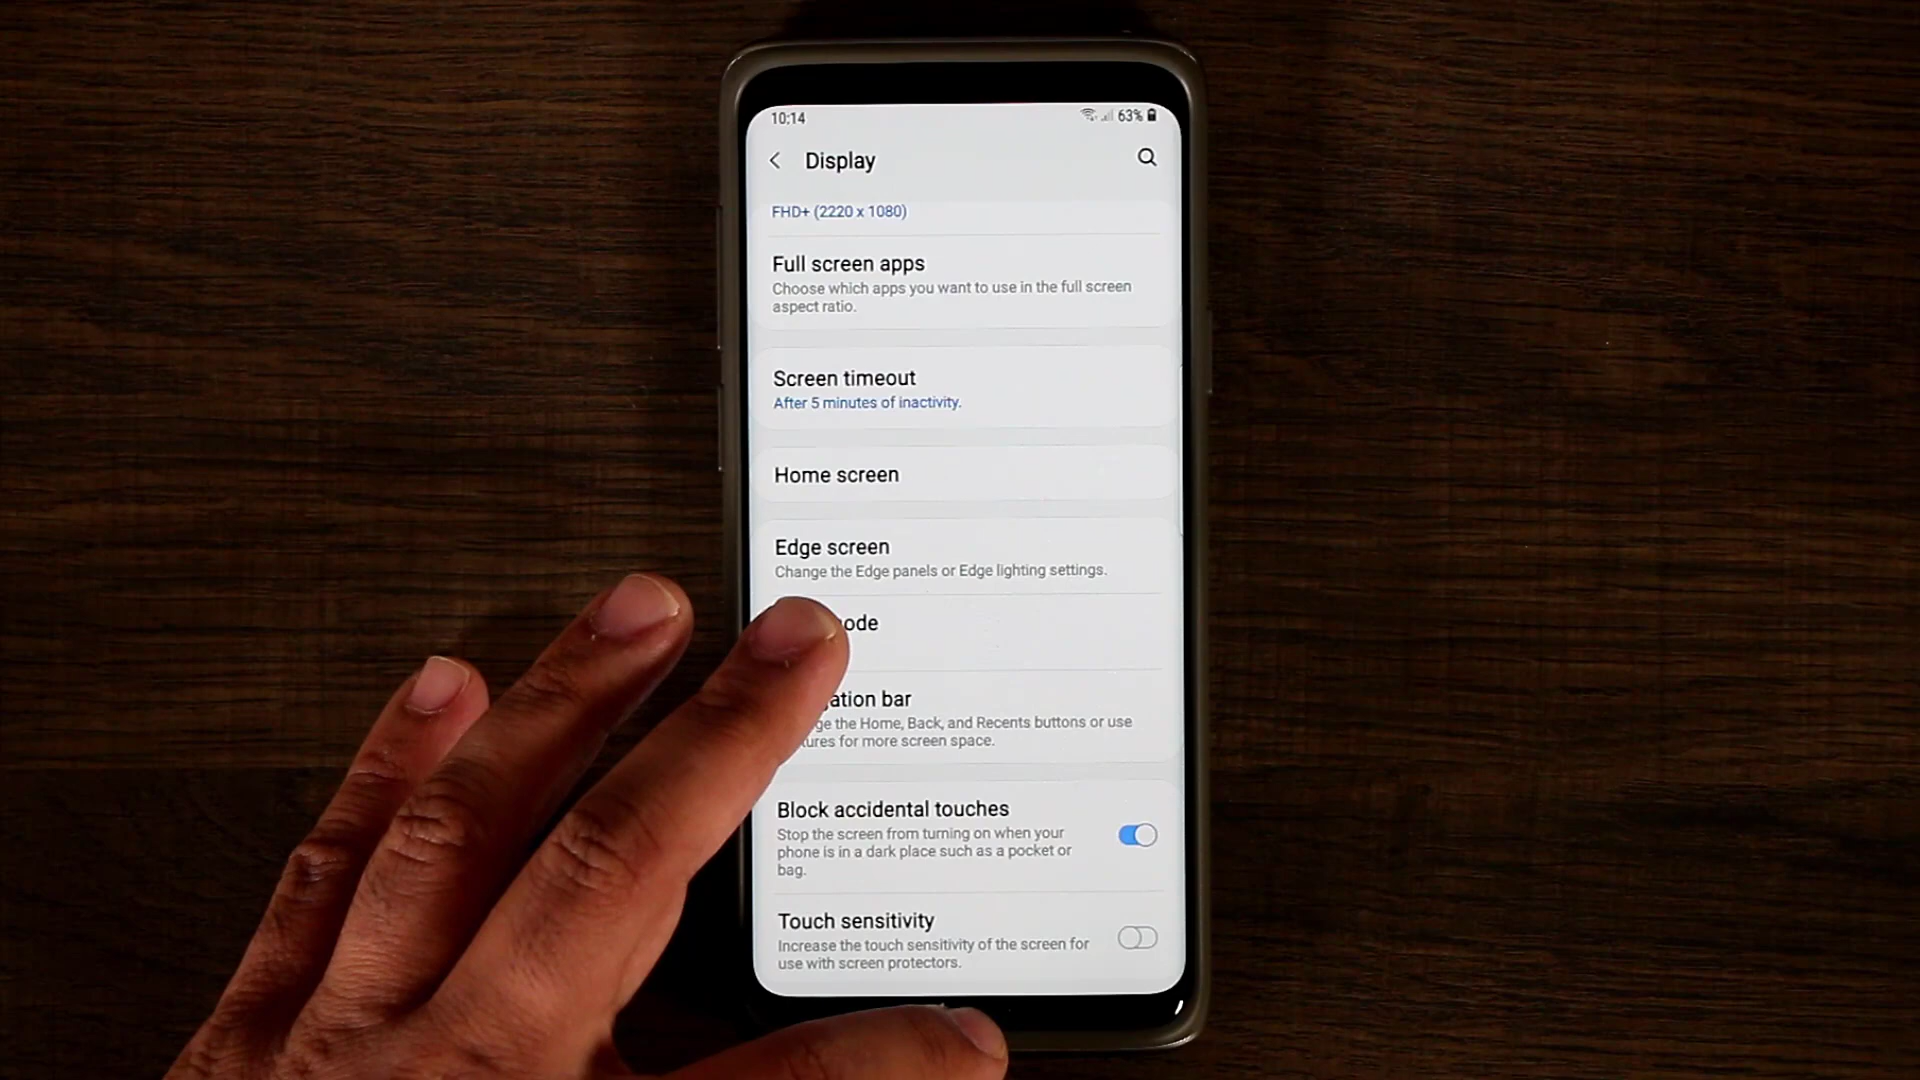 10:14
63%
Display
FHD+ (2220 x 1080)
Full screen apps
Choose which apps you want to use in the full screen
aspect ratio.
Screen timeout
After 5 minutes of inactivity.
Home screen
Edge screen
Change the Edge panels or Edge lighting settings.
the Home, Back, and Recents buttons or use
for more screen space.
bar
Block accidental touches
Stop the screen from turning on when your
phone is in a dark place such as a pocket or
bag.
Touch sensitivity
Increase the touch sensitivity of the screen for
use with screen protectors.